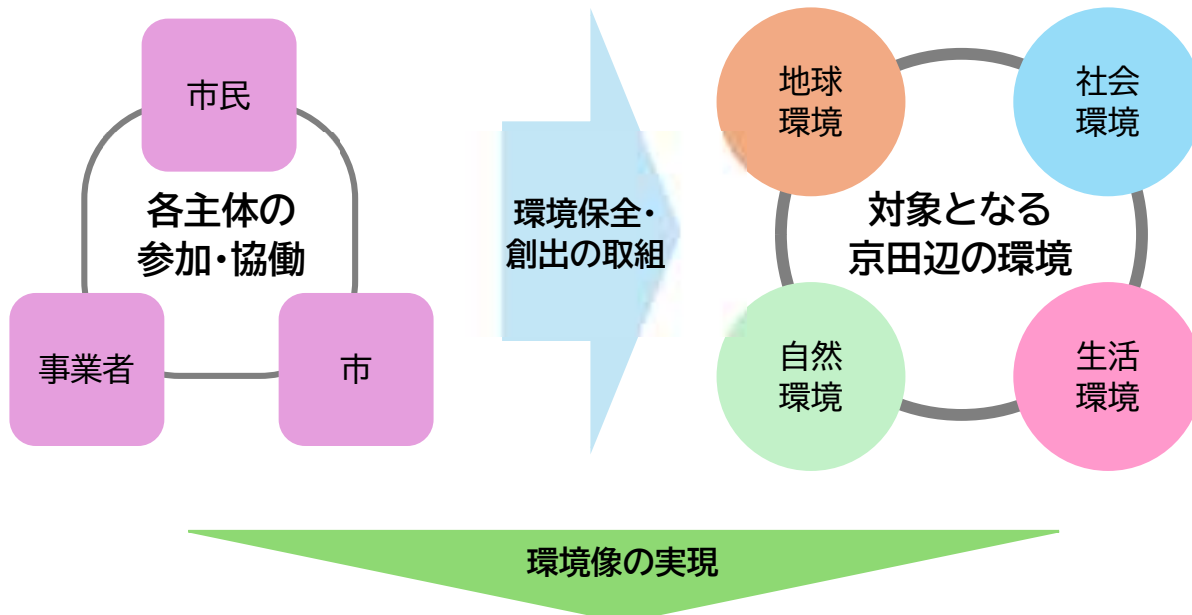 市民
各主体の
参加・協働
事業者
市
環境保全・
創出の取組
地球
環境
社会
環境
対象となる
京田辺の環境
自然
環境
生活
環境
環境像の実現